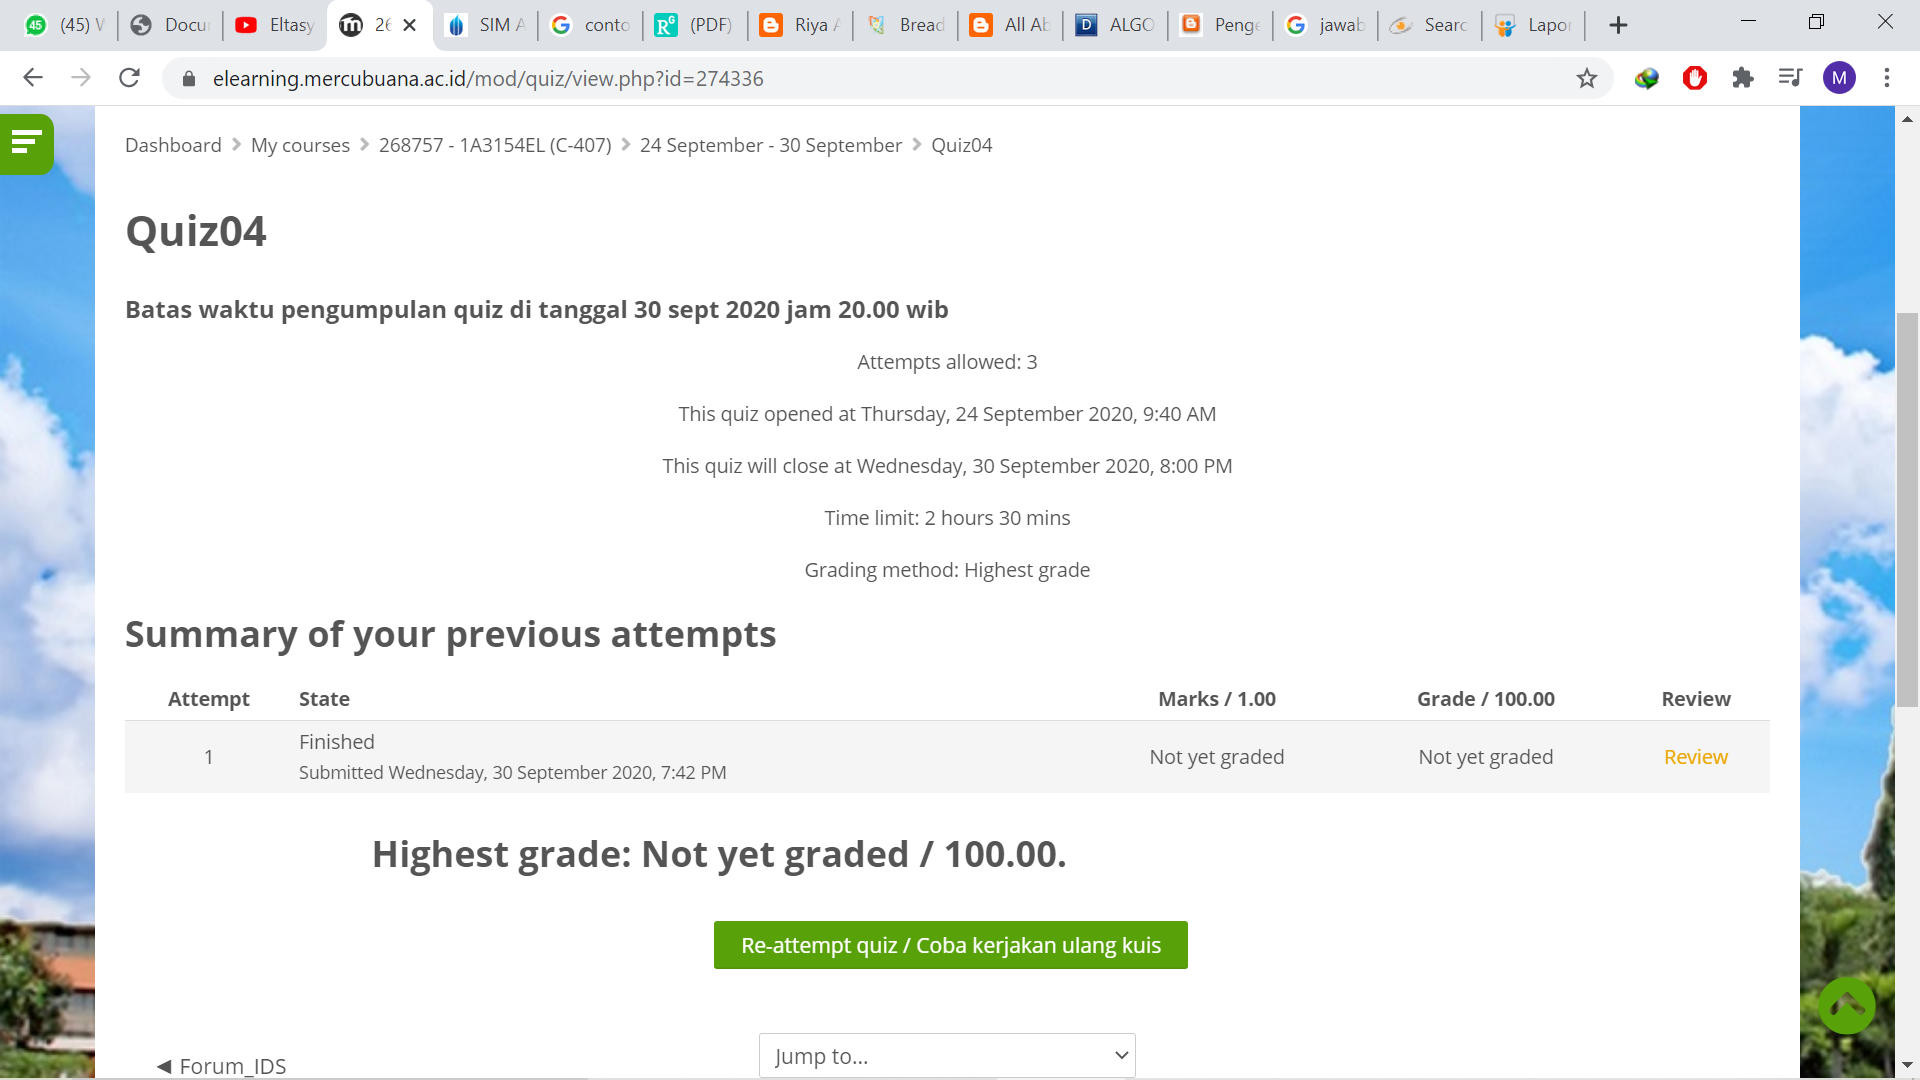 (45) W
Docu
Eltasy
26
SIM A
conto
(PDF)
Riya A
Bread
All Ab
ALGO
Penge
jawab
Searc
Lapor
elearning.mercubuana.ac.id/mod/quiz/view.php?id=274336
M
Dashboard > My courses > 268757 - 1A3154EL (C-407) > 24 September - 30 September > Quiz04
Quiz04
Batas waktu pengumpulan quiz di tanggal 30 sept 2020 jam 20.00 wib
Attempts allowed: 3
This quiz opened at Thursday, 24 September 2020, 9:40 AM
This quiz will close at Wednesday, 30 September 2020, 8:00 PM
Time limit: 2 hours 30 mins
Grading method: Highest grade
Summary of your previous attempts
Attempt State Marks / 1.00 Grade / 100.00 Review
1 Finished Not yet graded Not yet graded Review
Submitted Wednesday, 30 September 2020, 7:42 PM
Highest grade: Not yet graded / 100.00.
Re-attempt quiz / Coba kerjakan ulang kuis
Jump to...
◀ Forum_IDS